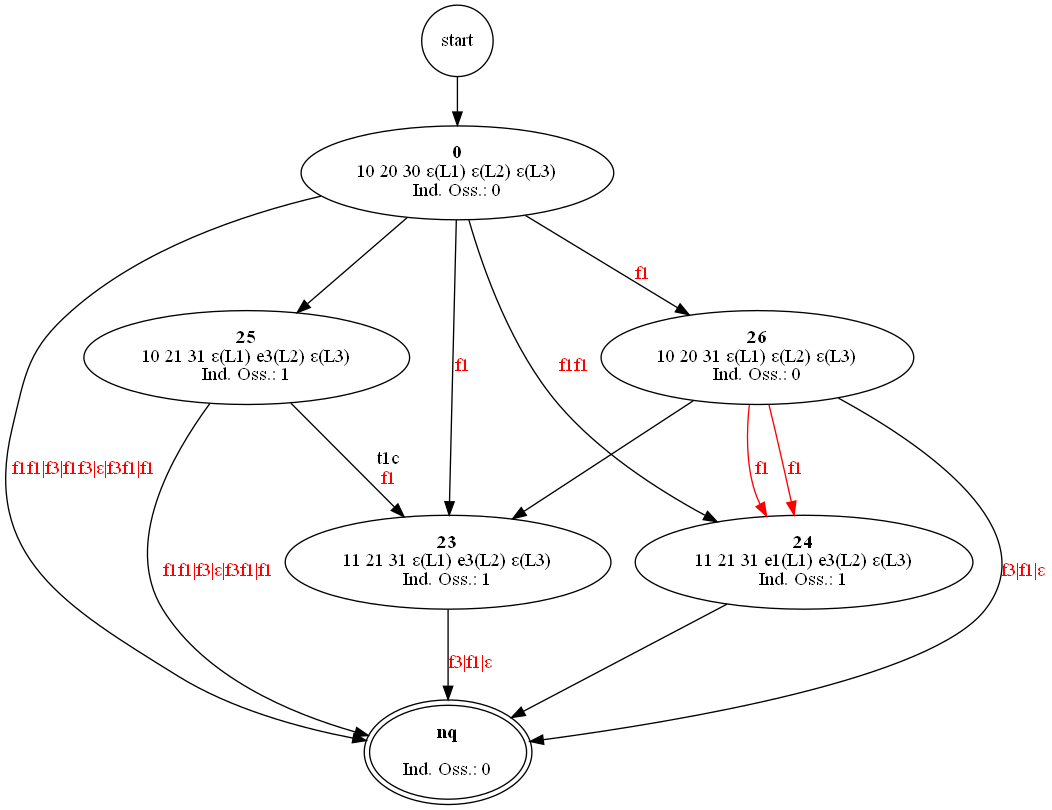 start
0
10 20 30 ε(L1) ε(L2) ε(L3)
Ind. Oss.: 0
f1
25
10 21 31 ε(L1) e3(L2) ε(L3)
Ind. Oss.: 1
f1
f1f1
26
10 20 31 ε(L1) ε(L2) ε(L3)
Ind. Oss.: 0
f1f1|f3|f1f3|ε|f3f1|f1
t1c
f1
f1
f1
23
11 21 31 ε(L1) e3(L2) ε(L3)
Ind. Oss.: 1
24
11 21 31 e1(L1) e3(L2) ε(L3)
Ind. Oss.: 1
f1f1|f3|ε|f3f1|f1
f3|f1|ε
f3|f1|ε
nq
Ind. Oss.: 0